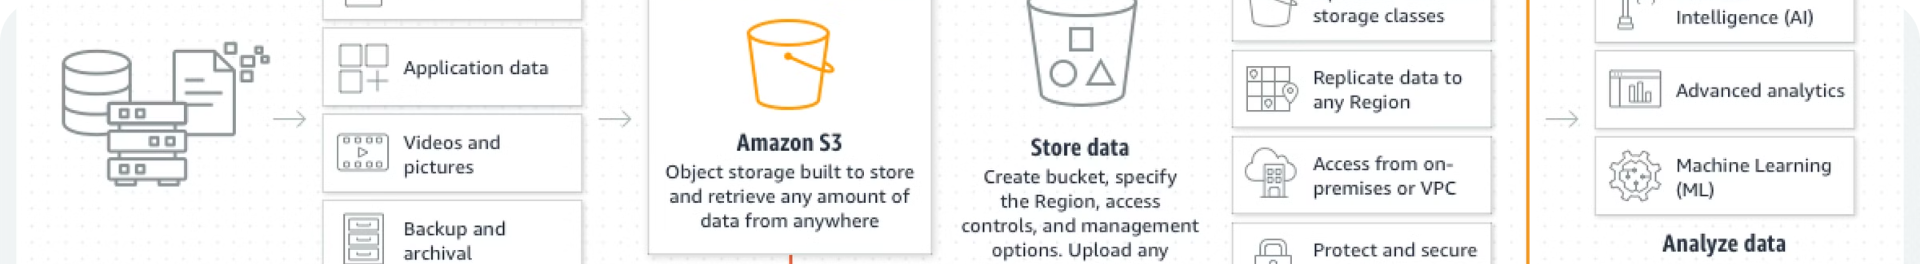 Application data
Videos and
pictures
Backup and
archival
Amazon S3
Object storage built to store
and retrieve any amount of
data from anywhere
Store data
Create bucket, specify
the Region, access
controls, and management
options. Upload any
storage classes
Replicate data to
any Region
Access from on-
premises or VPC
Protect and secure
Intelligence (AI)
Advanced analytics
Machine Learning
(ML)
Analyze data